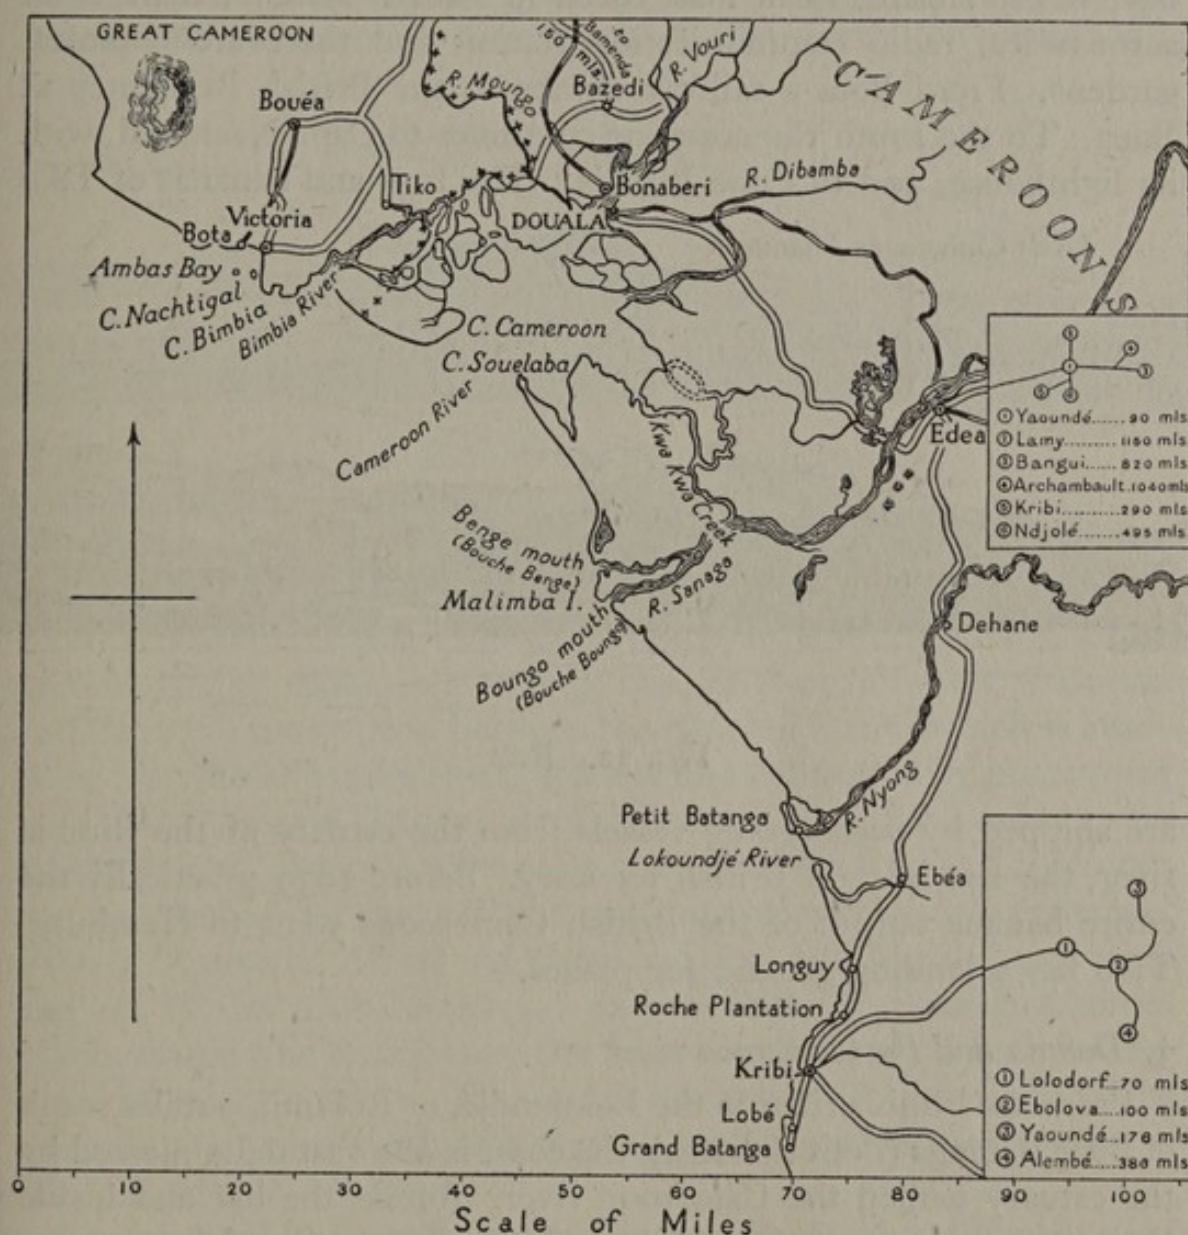 GREAT CAMEROON
to
Bamenda
150
mls.
R. Vouri
R. Moungo
Bazedi
CAMEROONS
Bouéa
Tiko
Bonaberi
R. Dibamba
Victoria
DOUALA
Bota
Ambas Bay
C. Nachtigal
C. Bimbia
Bimbia River
C. Cameroon
C. Souelaba
Cameroon River
Kwa Kwa Creek
Edea
① Yaoundé......90 mls
② Lamy.........1150 mls
③ Bangui......820 mls
④ Archambault.1040 mls
⑤ Kribi..........290 mls
⑥ Ndjolé.......495 mls
Benge mouth
(Bouche Benge)
Malimba I.
R. Sanaga
Boungo mouth
(Bouche Boungo)
Dehane
Petit Batanga
R. Nyong
Lokoundjé River
Ebéa
Longuy
Roche Plantation
Kribi
Lobé
Grand Batanga
① Lolodorf...70 mls
② Ebolova....100 mls
③ Yaoundé..176 mls
④ Alembé.....380 mls
0 10 20 30 40 50 60 70 80 90 100
Scale of Miles